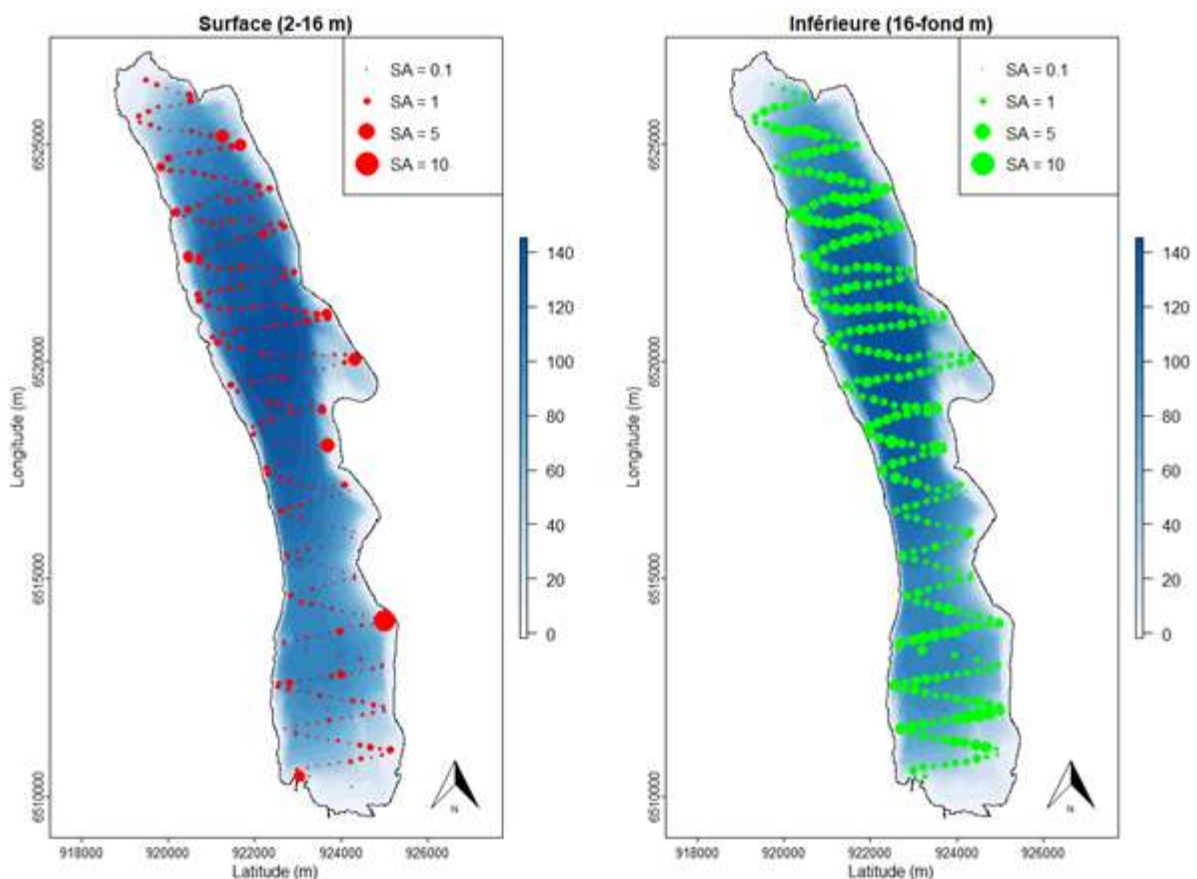 Surface (2-16 m)
SA = 0.1
SA = 1
SA = 5
SA = 10
6525000
6520000
6515000
6510000
Longitude (m)
140
120
100
80
60
40
20
0
N
918000 920000 922000 924000 926000
Latitude (m)
Inférieure (16-fond m)
SA = 0.1
SA = 1
SA = 5
SA = 10
6525000
6520000
6515000
6510000
Longitude (m)
140
120
100
80
60
40
20
0
N
918000 920000 922000 924000 926000
Latitude (m)